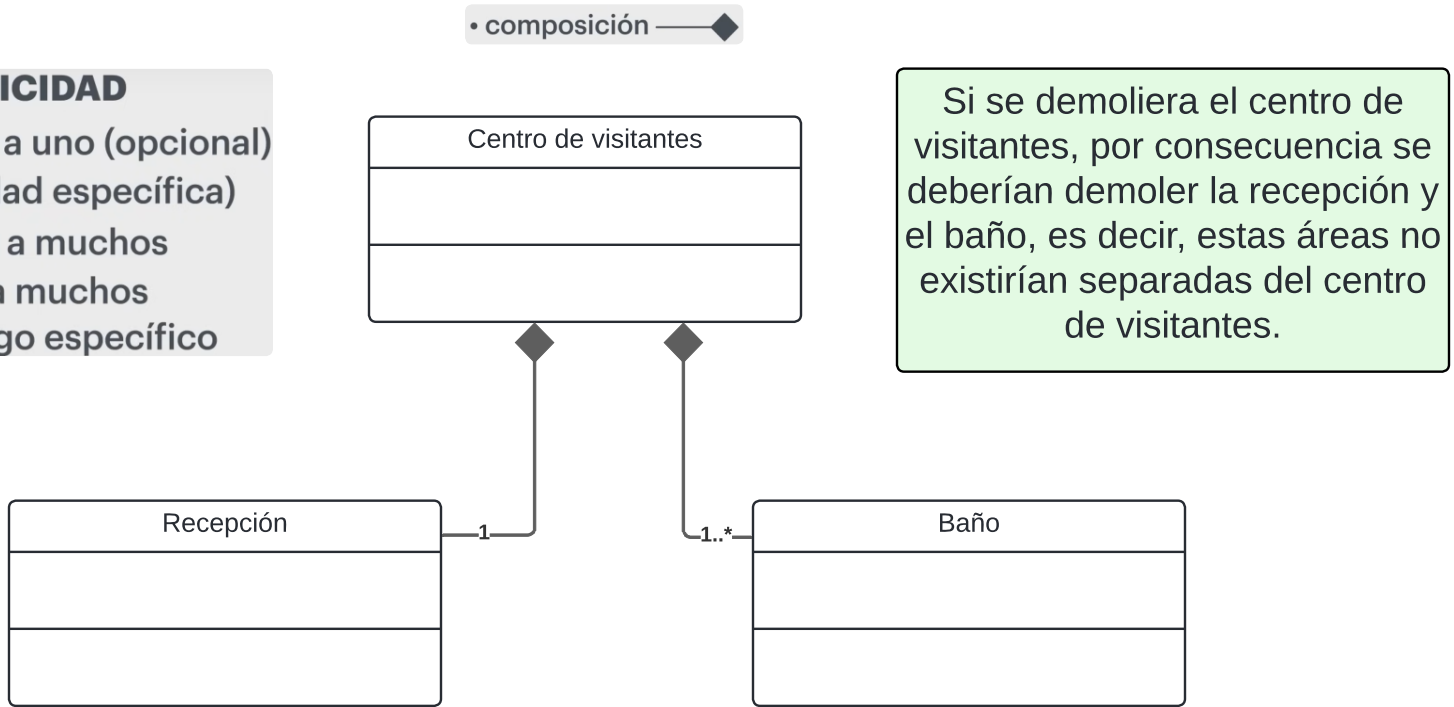 • composición
ICIDAD
a uno (opcional)
dad específica)
a muchos
a muchos
go específico
Centro de visitantes
Si se demoliera el centro de
visitantes, por consecuencia se
deberían demoler la recepción y
el baño, es decir, estas áreas no
existirían separadas del centro
de visitantes.
Recepción
1
1..*
Baño